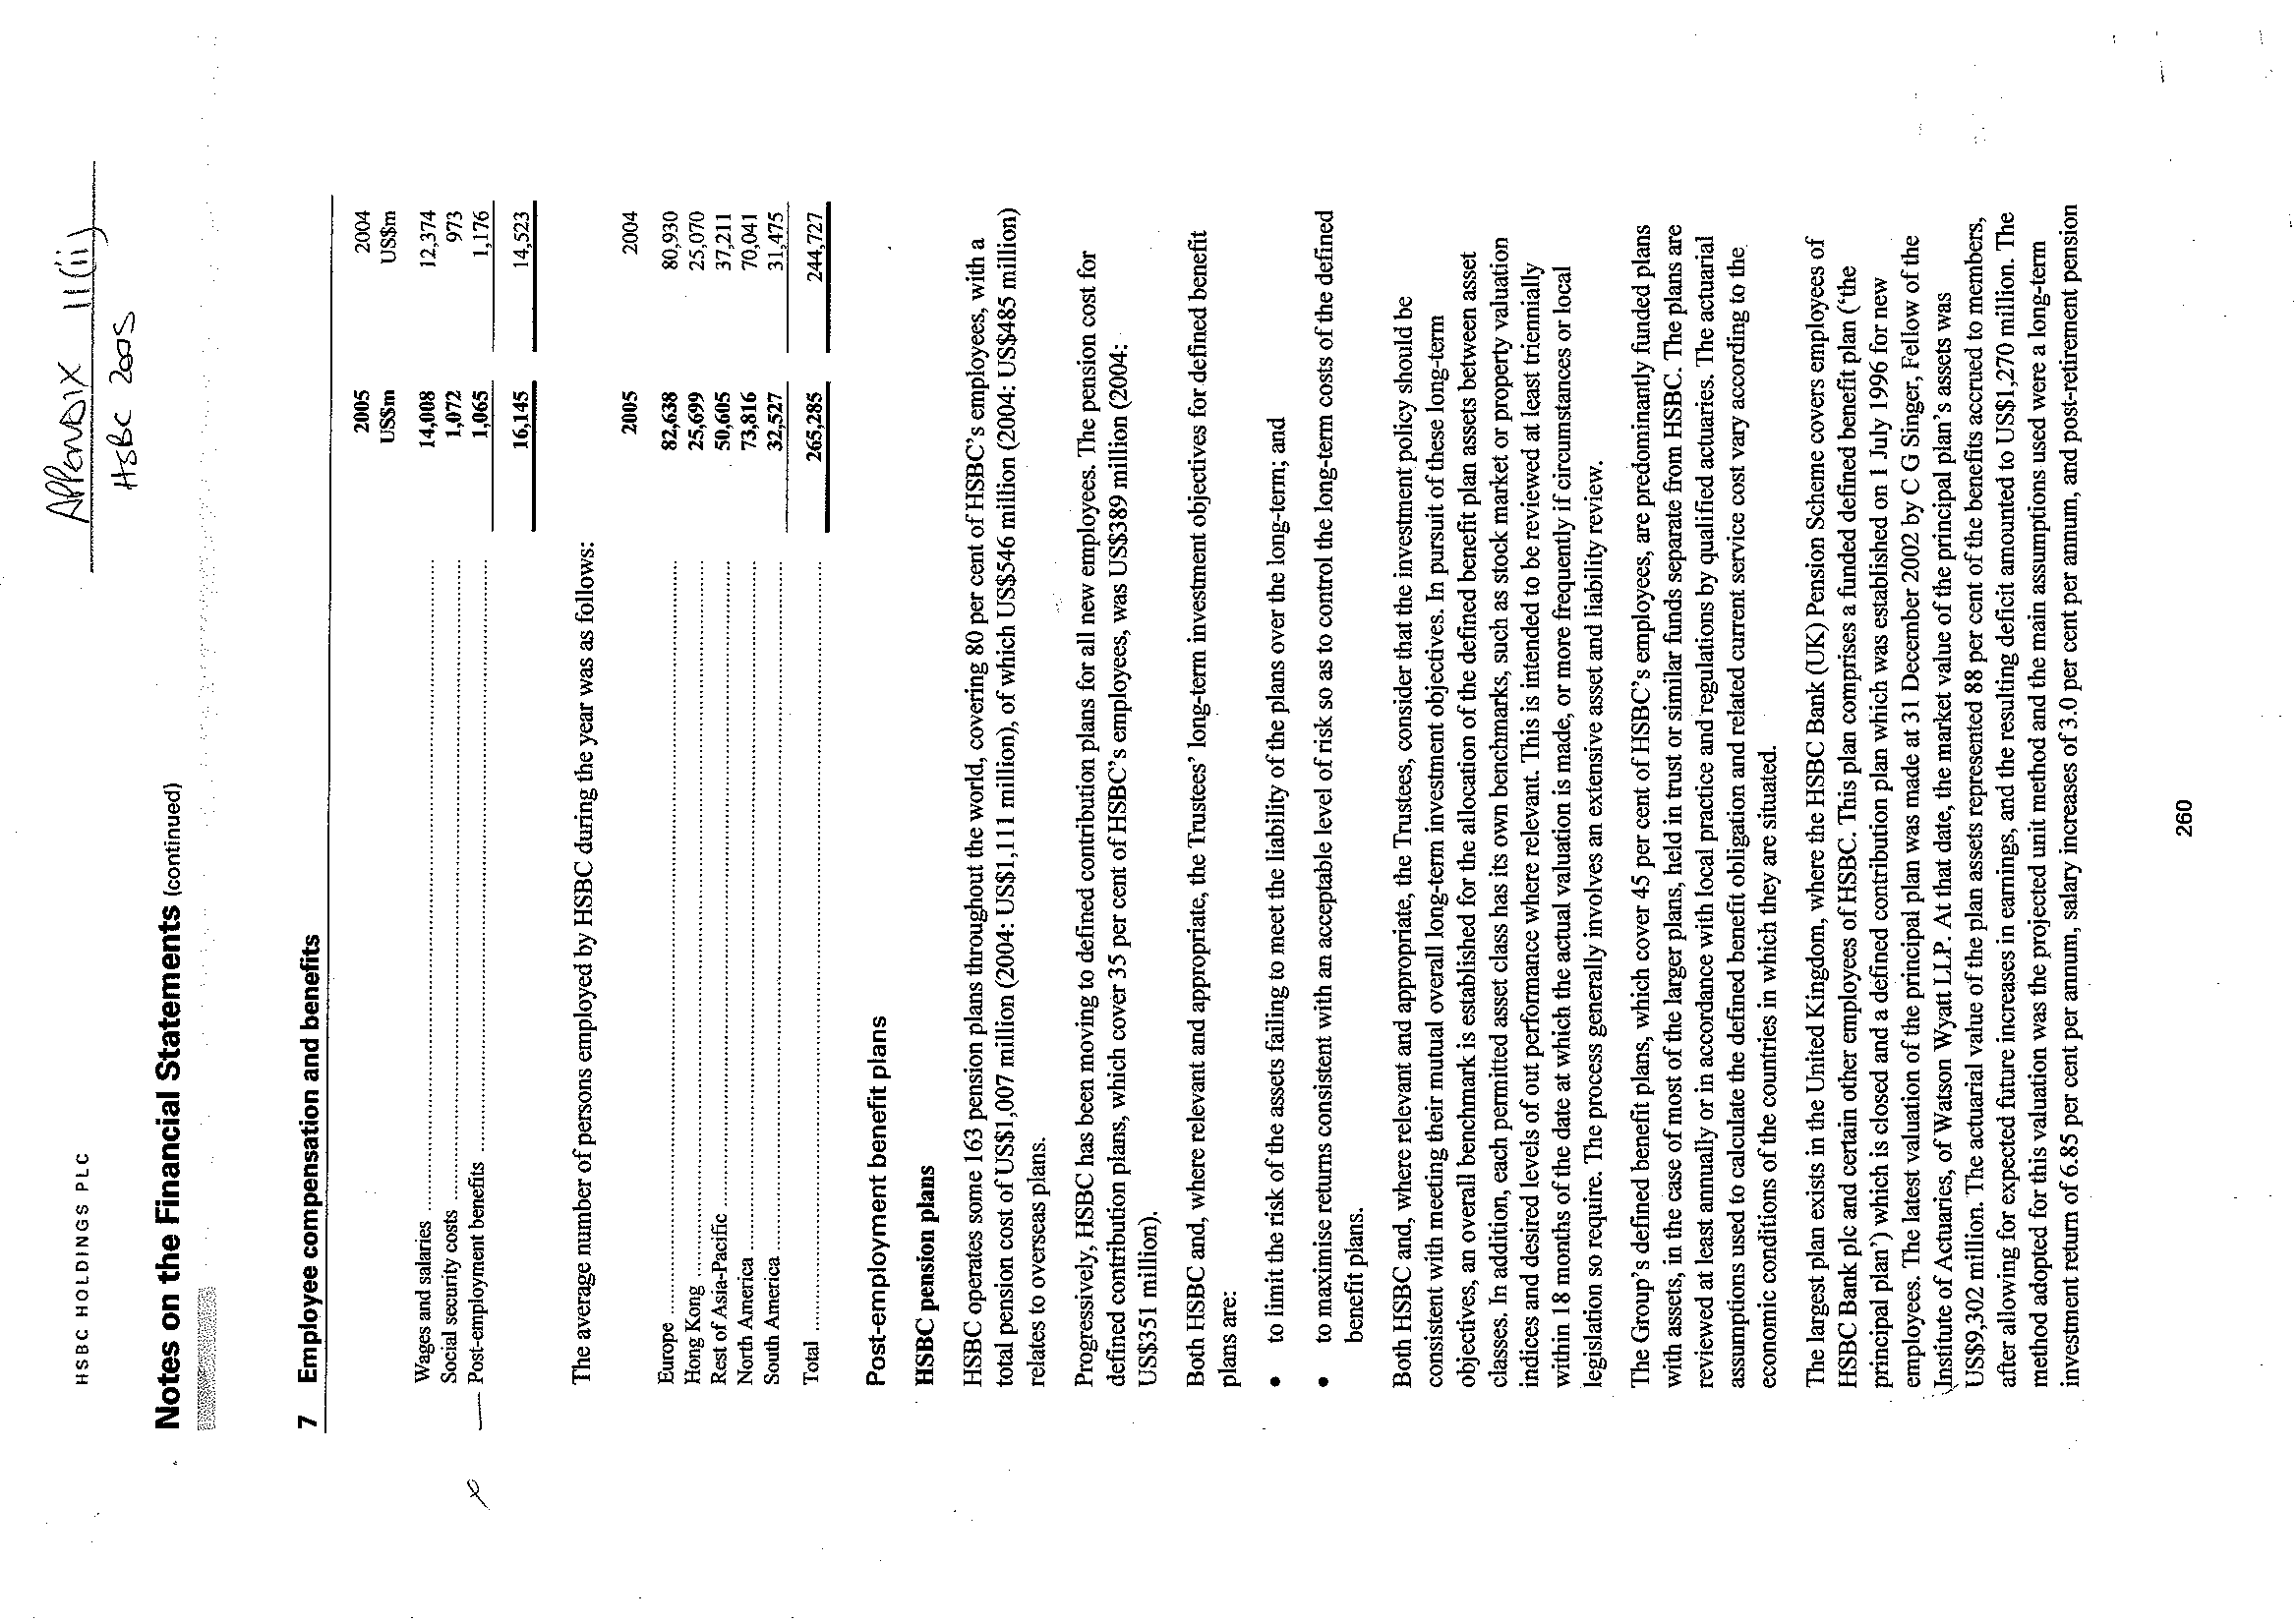 APPENDIX 11(ii)
HSBC 2005
HSBC HOLDINGS PLC
Notes on the Financial Statements (continued)
7 Employee compensation and benefits
2005 2004
US$m US$m
Wages and salaries 14,008 12,374
Social security costs 1,072 973
Post-employment benefits 1,065 1,176
16,145 14,523
The average number of persons employed by HSBC during the year was as follows:
2005 2004
Europe 82,638 80,930
Hong Kong 25,699 25,070
Rest of Asia-Pacific 50,605 37,211
North America 73,816 70,041
South America 32,527 31,475
Total 265,285 244,727
Post-employment benefit plans
HSBC pension plans
HSBC operates some 163 pension plans throughout the world, covering 80 per cent of HSBC's employees, with a
total pension cost of US$1,007 million (2004: US$1,111 million), of which US$546 million (2004: US$485 million)
relates to overseas plans.
Progressively, HSBC has been moving to defined contribution plans for all new employees. The pension cost for
defined contribution plans, which cover 35 per cent of HSBC's employees, was US$389 million (2004:
US$351 million).
Both HSBC and, where relevant and appropriate, the Trustees' long-term investment objectives for defined benefit
plans are:
• to limit the risk of the assets failing to meet the liability of the plans over the long-term; and
• to maximise returns consistent with an acceptable level of risk so as to control the long-term costs of the defined
benefit plans.
Both HSBC and, where relevant and appropriate, the Trustees, consider that the investment policy should be
consistent with meeting their mutual overall long-term investment objectives. In pursuit of these long-term
objectives, an overall benchmark is established for the allocation of the defined benefit plan assets between asset
classes. In addition, each permitted asset class has its own benchmarks, such as stock market or property valuation
indices and desired levels of out performance where relevant. This is intended to be reviewed at least triennially
within 18 months of the date at which the actual valuation is made, or more frequently if circumstances or local
legislation so require. The process generally involves an extensive asset and liability review.
The Group's defined benefit plans, which cover 45 per cent of HSBC's employees, are predominantly funded plans
with assets, in the case of most of the larger plans, held in trust or similar funds separate from HSBC. The plans are
reviewed at least annually or in accordance with local practice and regulations by qualified actuaries. The actuarial
assumptions used to calculate the defined benefit obligation and related current service cost vary according to the
economic conditions of the countries in which they are situated.
The largest plan exists in the United Kingdom, where the HSBC Bank (UK) Pension Scheme covers employees of
HSBC Bank plc and certain other employees of HSBC. This plan comprises a funded defined benefit plan ('the
principal plan') which is closed and a defined contribution plan which was established on 1 July 1996 for new
employees. The latest valuation of the principal plan was made at 31 December 2002 by C G Singer, Fellow of the
Institute of Actuaries, of Watson Wyatt LLP. At that date, the market value of the principal plan's assets was
US$9,302 million. The actuarial value of the plan assets represented 88 per cent of the benefits accrued to members,
after allowing for expected future increases in earnings, and the resulting deficit amounted to US$1,270 million. The
method adopted for this valuation was the projected unit method and the main assumptions used were a long-term
investment return of 6.85 per cent per annum, salary increases of 3.0 per cent per annum, and post-retirement pension
260